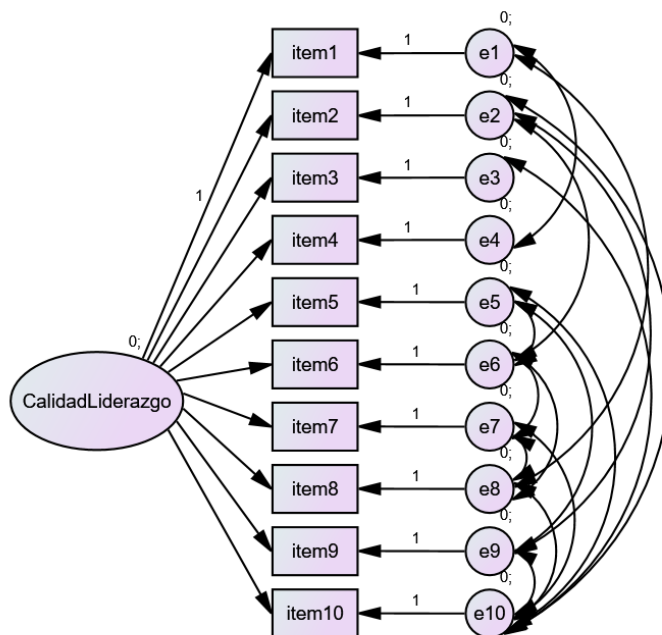 0;
item1 1 e1
0;
item2 1 e2
0;
1 item3 1 e3
0;
item4 1 e4
0;
item5 1 e5
0; 0;
item6 1 e6
CalidadLiderazgo 0;
item7 1 e7
0;
item8 1 e8
0;
item9 1 e9
0;
item10 1 e10